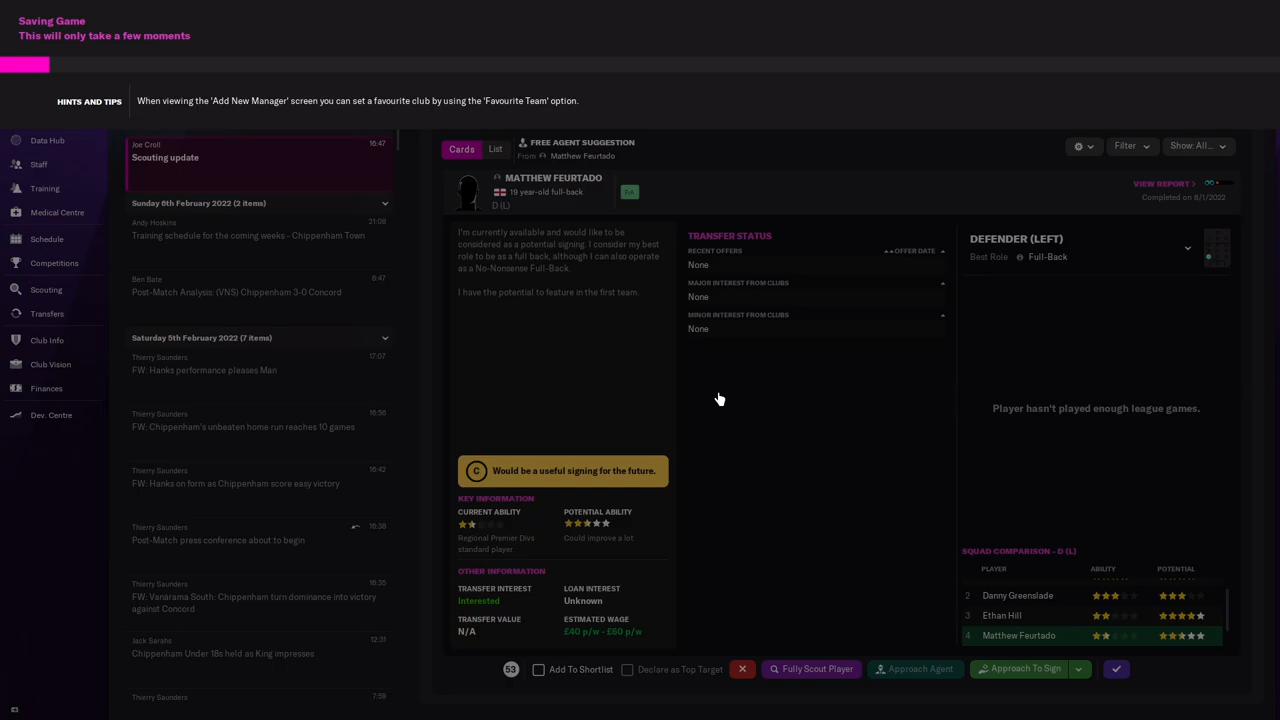 Saving Game
This will only take a few moments
HINTS AND TIPS
When viewing the 'Add New Manager' screen you can set a favourite club by using the 'Favourite Team' option.
Data Hub
Staff
Training
Medical Centre
Schedule
Competitions
Scouting
Transfers
Club Info
Club Vision
Finances
Dev. Centre
Joe Croll 16:47
Scouting update
Sunday 6th February 2022 (2 items)
Andy Hoskins 21:08
Training schedule for the coming weeks - Chippenham Town
Ben Bate 8:47
Post-Match Analysis: (VNS) Chippenham 3-0 Concord
Saturday 5th February 2022 (7 items)
Thierry Saunders 17:07
FW: Hanks performance pleases Man
Thierry Saunders 16:56
FW: Chippenham's unbeaten home run reaches 10 games
Thierry Saunders 16:42
FW: Hanks on form as Chippenham score easy victory
Thierry Saunders 16:38
Post-Match press conference about to begin
Thierry Saunders 16:35
FW: Vanarama South: Chippenham turn dominance into victory
against Concord
Jack Sarahs 12:31
Chippenham Under 18s held as King impresses
Thierry Saunders 7:59
Cards List
FREE AGENT SUGGESTION
From Matthew Feurtado
Filter
Show: All...
MATTHEW FEURTADO
19 year-old full-back
D (L)
FrA
VIEW REPORT >
Completed on 8/1/2022
I'm currently available and would like to be
considered as a potential signing. I consider my best
role to be as a full back, although I can also operate
as a No-Nonsense Full-Back.
I have the potential to feature in the first team.
C Would be a useful signing for the future.
KEY INFORMATION
CURRENT ABILITY POTENTIAL ABILITY
Regional Premier Divs
standard player.
Could improve a lot
OTHER INFORMATION
TRANSFER INTEREST LOAN INTEREST
Interested Unknown
TRANSFER VALUE ESTIMATED WAGE
N/A £40 p/w - £60 p/w
TRANSFER STATUS
RECENT OFFERS OFFER DATE
None
MAJOR INTEREST FROM CLUBS
None
MINOR INTEREST FROM CLUBS
None
DEFENDER (LEFT)
Best Role Full-Back
Player hasn't played enough league games.
SQUAD COMPARISON - D (L)
PLAYER ABILITY POTENTIAL
2 Danny Greenslade
3 Ethan Hill
4 Matthew Feurtado
53 Add To Shortlist Declare as Top Target Fully Scout Player Approach Agent Approach To Sign